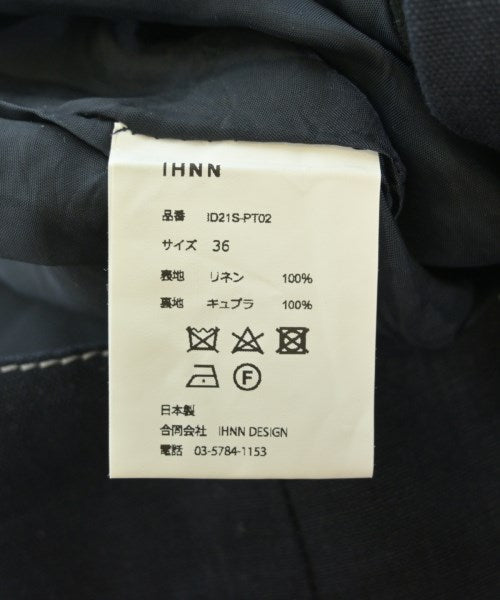 IHNN
品番 ID21S-PT02
サイズ 36
表地 リネン 100%
裏地 キュプラ 100%
F
日本製
合同会社 IHNN DESIGN
電話 03-5784-1153